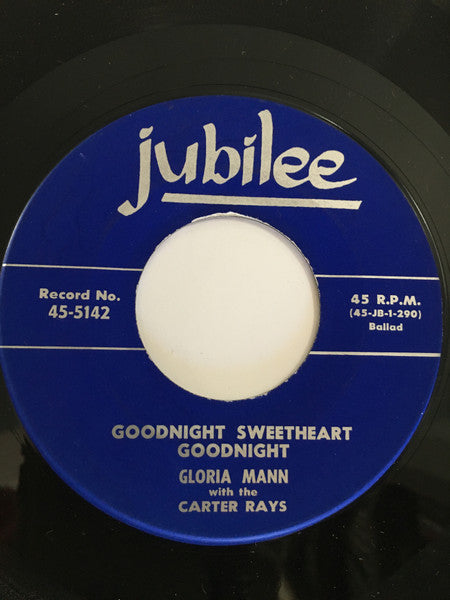 jubilee
Record No.
45-5142
45 R.P.M.
(45-JB-1-290)
Ballad
GOODNIGHT SWEETHEART
GOODNIGHT
GLORIA MANN
with the
CARTER RAYS